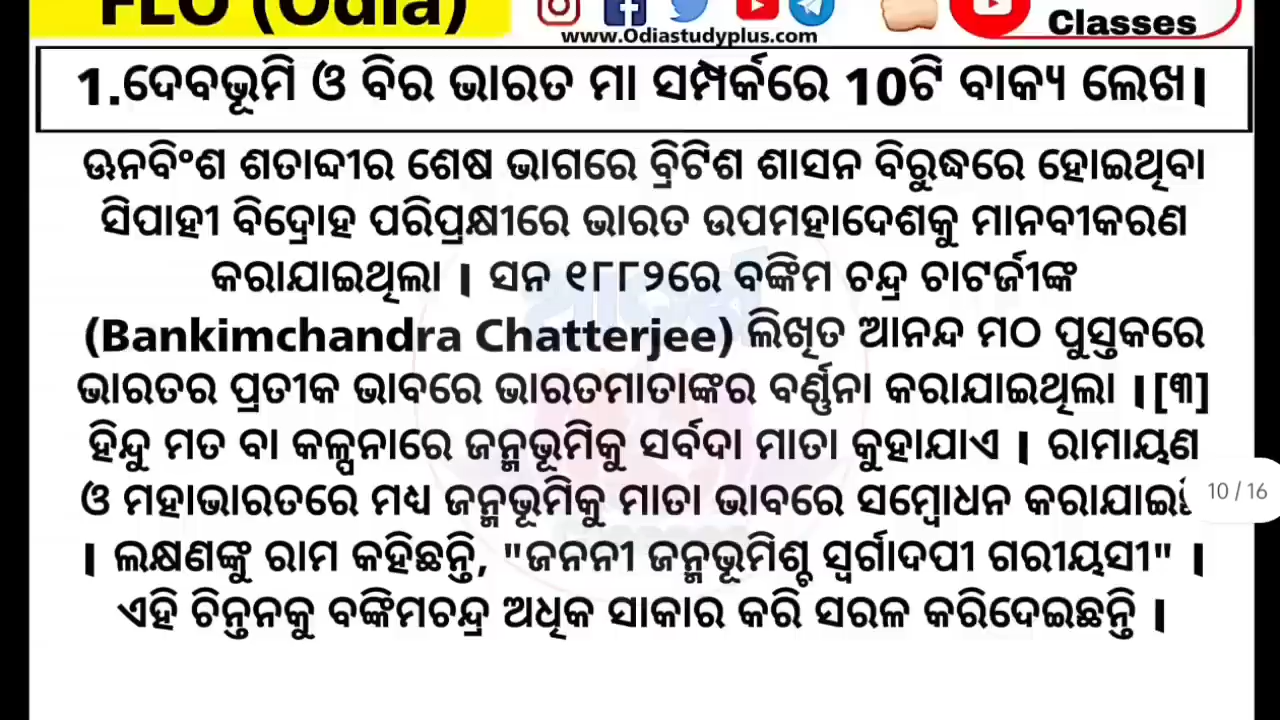 FLO (Odia)
www.Odiastudyplus.com
Classes
1.ଦେବଭୂମି ଓ ବିର ଭାରତ ମା ସମ୍ପର୍କରେ 10ଟି ବାକ୍ୟ ଲେଖ।
ଊନବିଂଶ ଶତାବ୍ଦୀର ଶେଷ ଭାଗରେ ବ୍ରିଟିଶ ଶାସନ ବିରୁଦ୍ଧରେ ହୋଇଥିବା
ସିପାହୀ ବିଦ୍ରୋହ ପରିପ୍ରକ୍ଷୀରେ ଭାରତ ଉପମହାଦେଶକୁ ମାନବୀକରଣ
କରାଯାଇଥିଲା । ସନ ୧୮୮୨ରେ ବଙ୍କିମ ଚନ୍ଦ୍ର ଚାଟର୍ଜୀଙ୍କ
(Bankimchandra Chatterjee) ଲିଖିତ ଆନନ୍ଦ ମଠ ପୁସ୍ତକରେ
ଭାରତର ପ୍ରତୀକ ଭାବରେ ଭାରତମାତାଙ୍କର ବର୍ଣ୍ଣନା କରାଯାଇଥିଲା ।[୩]
ହିନ୍ଦୁ ମତ ବା କଳ୍ପନାରେ ଜନ୍ମଭୂମିକୁ ସର୍ବଦା ମାତା କୁହାଯାଏ । ରାମାୟଣ
ଓ ମହାଭାରତରେ ମଧ୍ୟ ଜନ୍ମଭୂମିକୁ ମାତା ଭାବରେ ସମ୍ବୋଧନ
10 / 16
। ଲକ୍ଷଣଙ୍କୁ ରାମ କହିଛନ୍ତି, "ଜନନୀ ଜନ୍ମଭୂମିଶ୍ଚ ସ୍ୱର୍ଗାଦପୀ ଗରୀୟସୀ" ।
ଏହି ଚିନ୍ତନକୁ ବଙ୍କିମଚନ୍ଦ୍ର ଅଧିକ ସାକାର କରି ସରଳ କରିଦେଇଛନ୍ତି ।